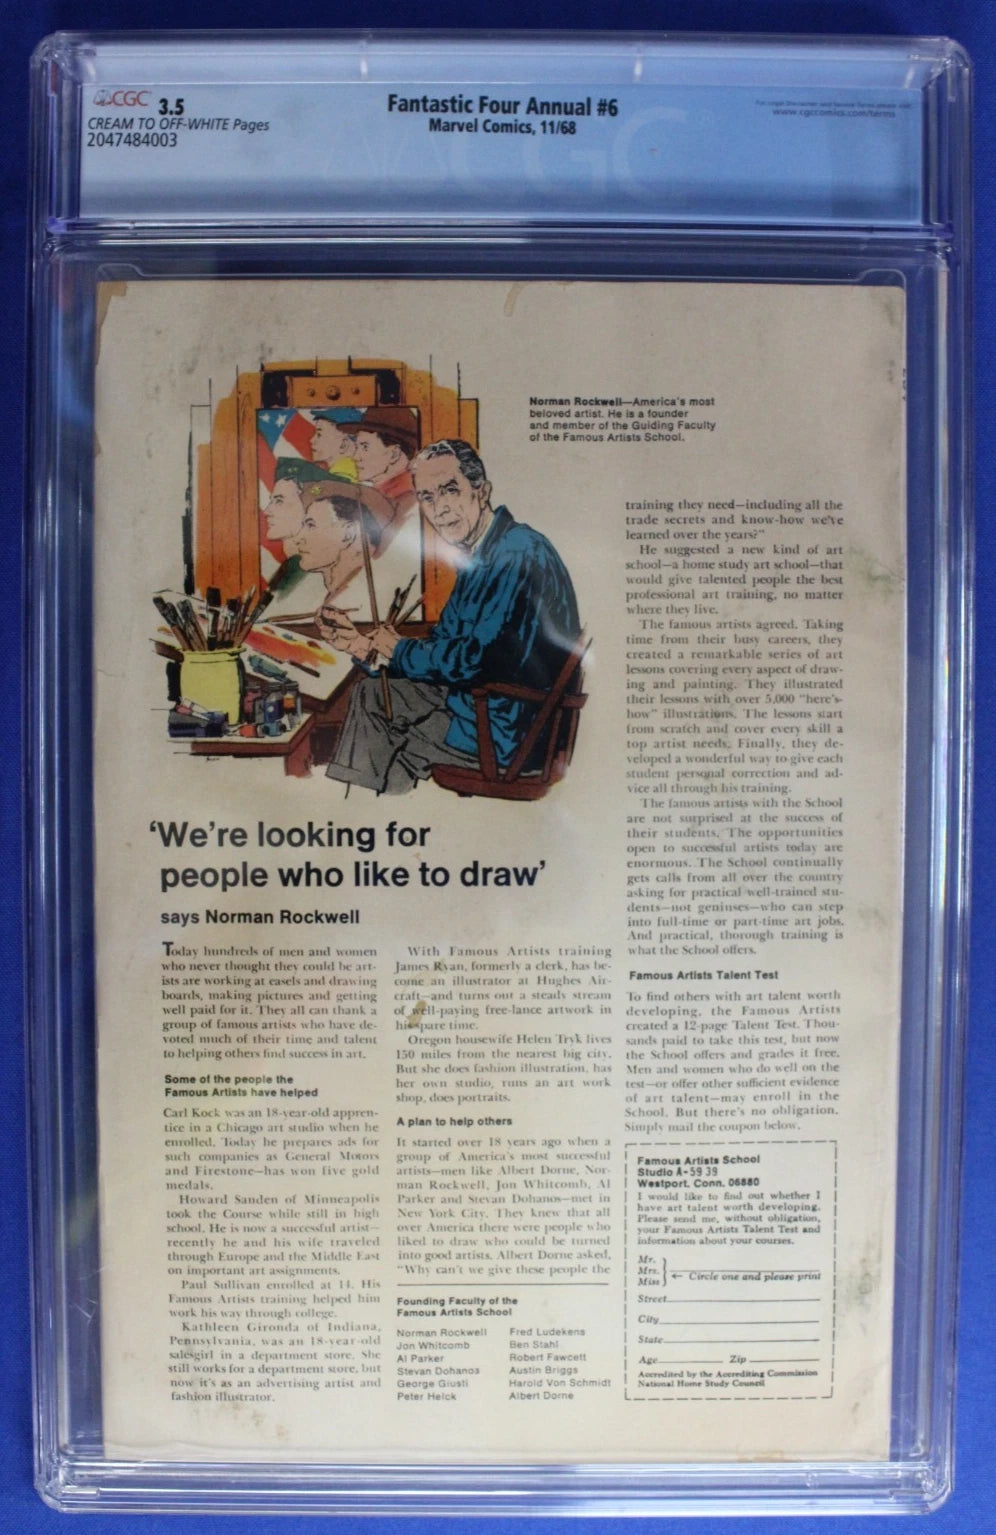 CGC 3.5
CREAM TO OFF-WHITE Pages
2047484003
Fantastic Four Annual #6
Marvel Comics, 11/68
www.cgccomics.com/terms
CGC
Norman Rockwell—America's most
beloved artist. He is a founder
and member of the Guiding Faculty
of the Famous Artists School.
'We're looking for
people who like to draw'
says Norman Rockwell
Today hundreds of men and women
who never thought they could be art-
ists are working at easels and drawing
boards, making pictures and getting
well paid for it. They all can thank a
group of famous artists who have de-
voted much of their time and talent
to helping others find success in art.
Some of the people the
Famous Artists have helped
Carl Kock was an 18-year-old appren-
tice in a Chicago art studio when he
enrolled. Today he prepares ads for
such companies as General Motors
and Firestone—has won five gold
medals.
Howard Sanden of Minneapolis
took the Course while still in high
school. He is now a successful artist—
recently he and his wife traveled
through Europe and the Middle East
on important art assignments.
Paul Sullivan enrolled at 14. His
Famous Artists training helped him
work his way through college.
Kathleen Gironda of Indiana,
Pennsylvania, was an 18-year-old
salesgirl in a department store. She
still works for a department store, but
now it's as an advertising artist and
fashion illustrator.
With Famous Artists training
James Ryan, formerly a clerk, has be-
come an illustrator at Hughes Air-
craft—and turns out a steady stream
of well-paying free-lance artwork in
his spare time.
Oregon housewife Helen Tryk lives
150 miles from the nearest big city.
But she does fashion illustration, has
her own studio, runs an art work
shop, does portraits.
A plan to help others
It started over 18 years ago when a
group of America's most successful
artists—men like Albert Dorne, Nor-
man Rockwell, Jon Whitcomb, Al
Parker and Stevan Dohanos—met in
New York City. They knew that all
over America there were people who
liked to draw who could be turned
into good artists. Albert Dorne asked,
"Why can't we give these people the
Founding Faculty of the
Famous Artists School
Norman Rockwell
Jon Whitcomb
Al Parker
Stevan Dohanos
George Giusti
Peter Helck
Fred Ludekens
Ben Stahl
Robert Fawcett
Austin Briggs
Harold Von Schmidt
Albert Dorne
training they need—including all the
trade secrets and know-how we've
learned over the years?"
He suggested a new kind of art
school—a home study art school—that
would give talented people the best
professional art training, no matter
where they live.
The famous artists agreed. Taking
time from their busy careers, they
created a remarkable series of art
lessons covering every aspect of draw-
ing and painting. They illustrated
their lessons with over 5,000 "here's-
how" illustrations. The lessons start
from scratch and cover every skill a
top artist needs. Finally, they de-
veloped a wonderful way to give each
student personal correction and ad-
vice all through his training.
The famous artists with the School
are not surprised at the success of
their students. The opportunities
open to successful artists today are
enormous. The School continually
gets calls from all over the country
asking for practical well-trained stu-
dents—not geniuses—who can step
into full-time or part-time art jobs.
And practical, thorough training is
what the School offers.
Famous Artists Talent Test
To find others with art talent worth
developing, the Famous Artists
created a 12-page Talent Test. Thou-
sands paid to take this test, but now
the School offers and grades it free.
Men and women who do well on the
test—or offer other sufficient evidence
of art talent—may enroll in the
School. But there's no obligation.
Simply mail the coupon below.
Famous Artists School
Studio A-5939
Westport, Conn. 06880
I would like to find out whether I
have art talent worth developing.
Please send me, without obligation,
your Famous Artists Talent Test and
information about your courses.
Mr.
Mrs.
Miss
← Circle one and please print
Street
City
State
Age Zip
Accredited by the Accrediting Commission
National Home Study Council